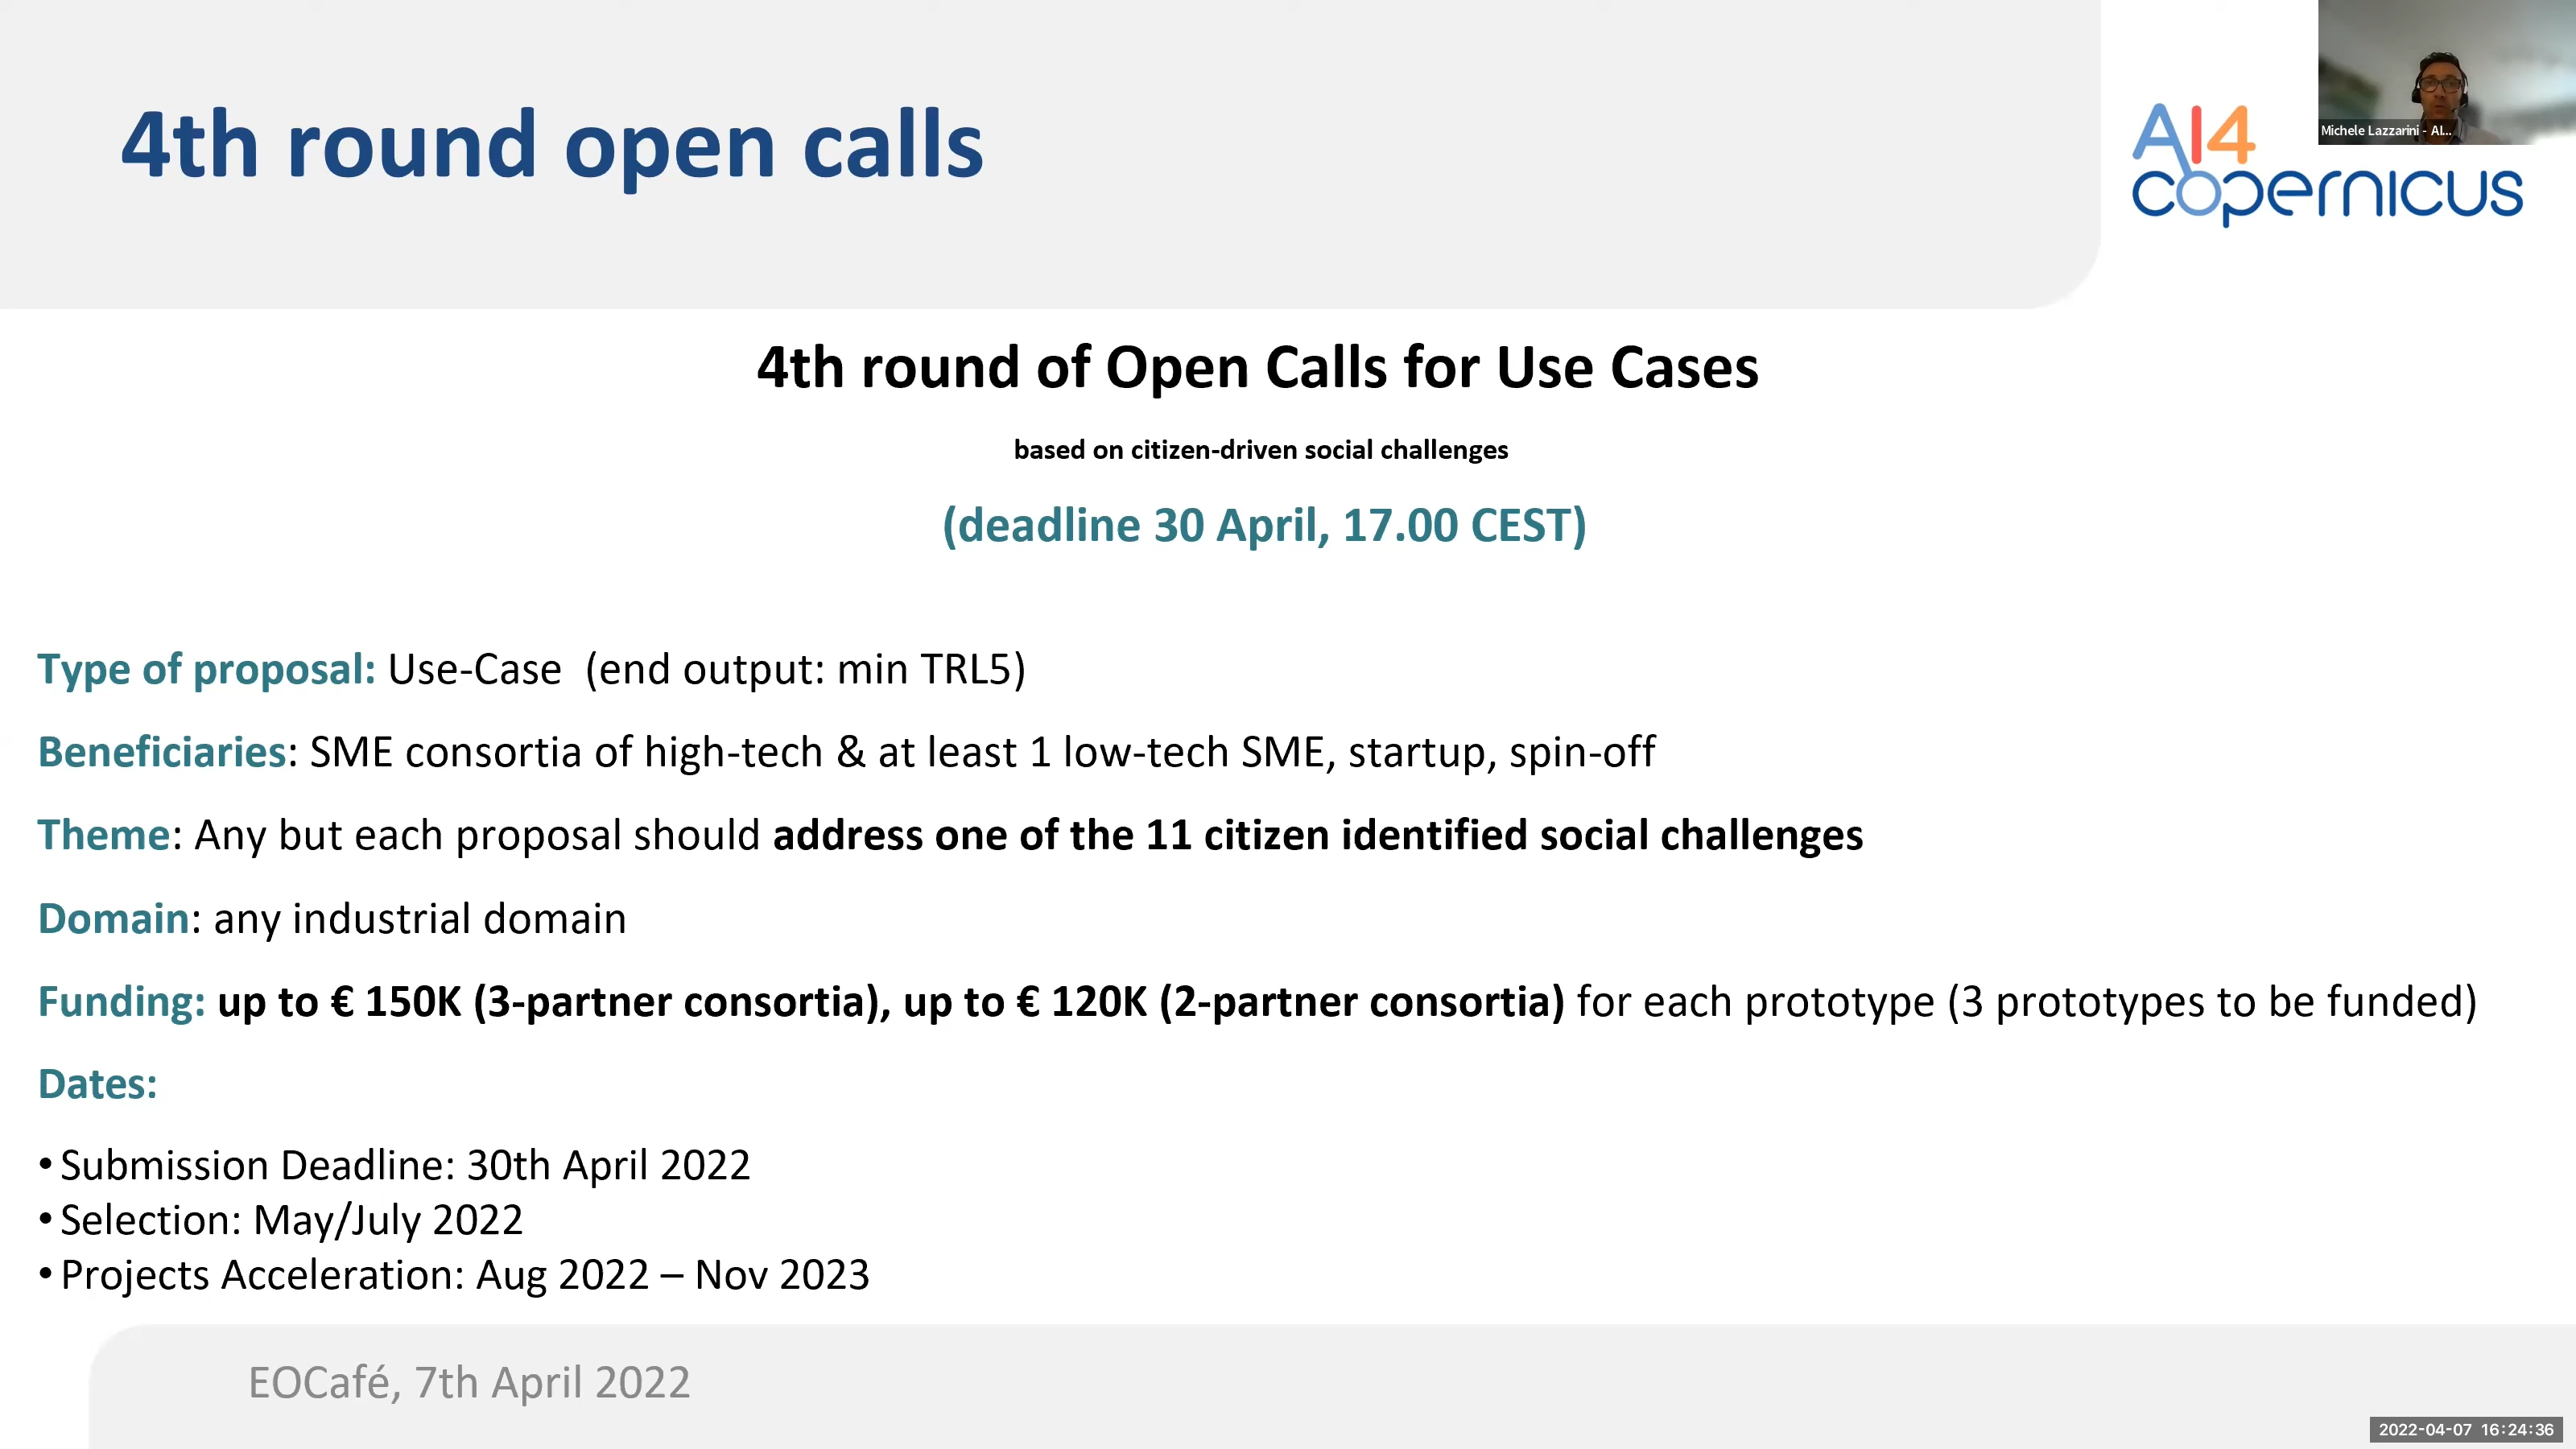 4th round open calls
Michele Lazzarini - AI...
AI4
copernicus
4th round of Open Calls for Use Cases
based on citizen-driven social challenges
(deadline 30 April, 17.00 CEST)
Type of proposal: Use-Case (end output: min TRL5)
Beneficiaries: SME consortia of high-tech & at least 1 low-tech SME, startup, spin-off
Theme: Any but each proposal should address one of the 11 citizen identified social challenges
Domain: any industrial domain
Funding: up to € 150K (3-partner consortia), up to € 120K (2-partner consortia) for each prototype (3 prototypes to be funded)
Dates:
• Submission Deadline: 30th April 2022
• Selection: May/July 2022
• Projects Acceleration: Aug 2022 – Nov 2023
EOCafé, 7th April 2022
2022-04-07 16:24:36